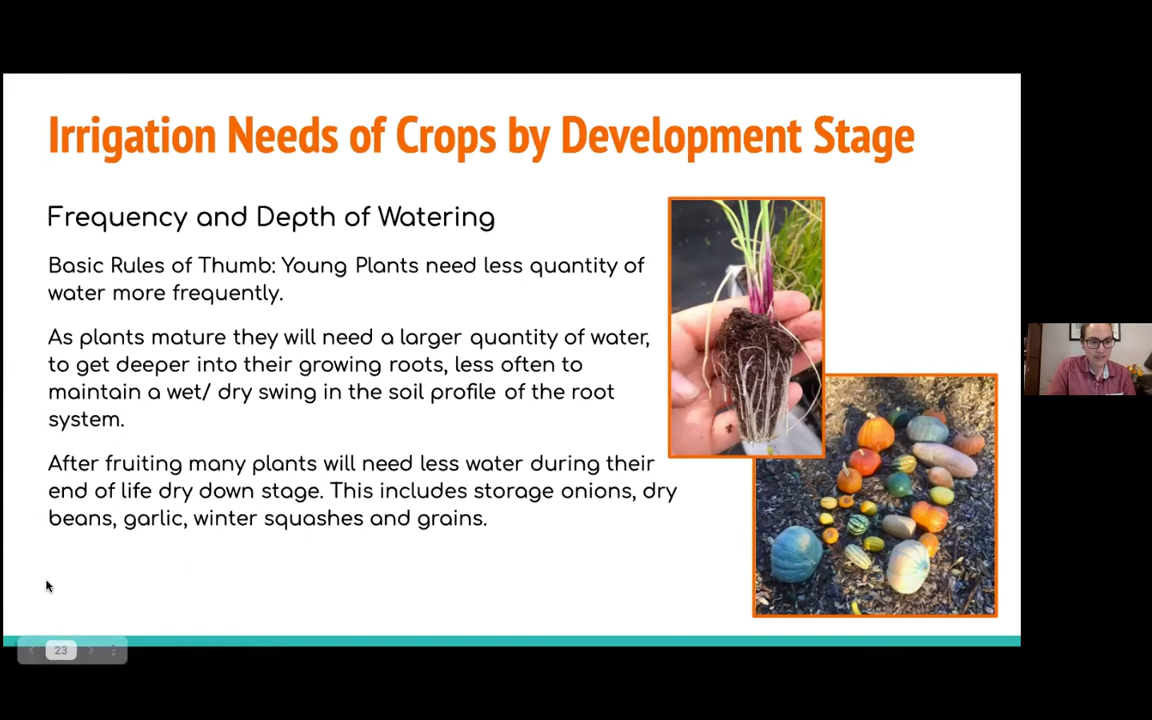 Irrigation Needs of Crops by Development Stage
Frequency and Depth of Watering
Basic Rules of Thumb: Young Plants need less quantity of
water more frequently.
As plants mature they will need a larger quantity of water,
to get deeper into their growing roots, less often to
maintain a wet/ dry swing in the soil profile of the root
system.
After fruiting many plants will need less water during their
end of life dry down stage. This includes storage onions, dry
beans, garlic, winter squashes and grains.
23